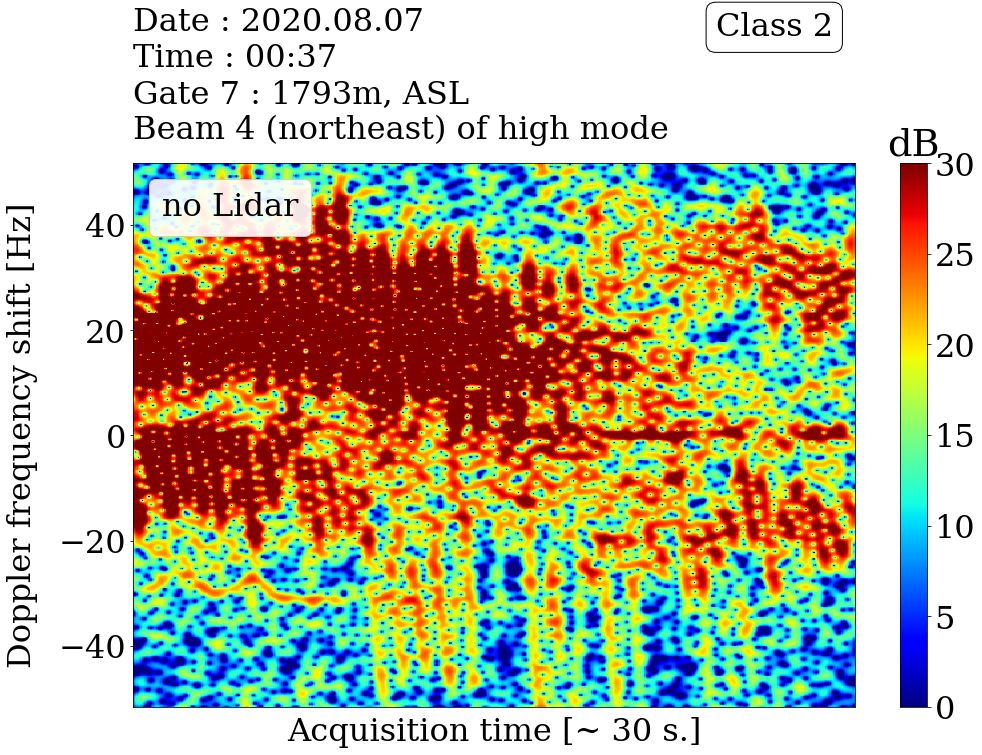 Date : 2020.08.07
Time : 00:37
Gate 7 : 1793m, ASL
Beam 4 (northeast) of high mode
Class 2
dB
no Lidar
Doppler frequency shift [Hz]
40
20
0
−20
−40
30
25
20
15
10
5
0
Acquisition time [~ 30 s.]